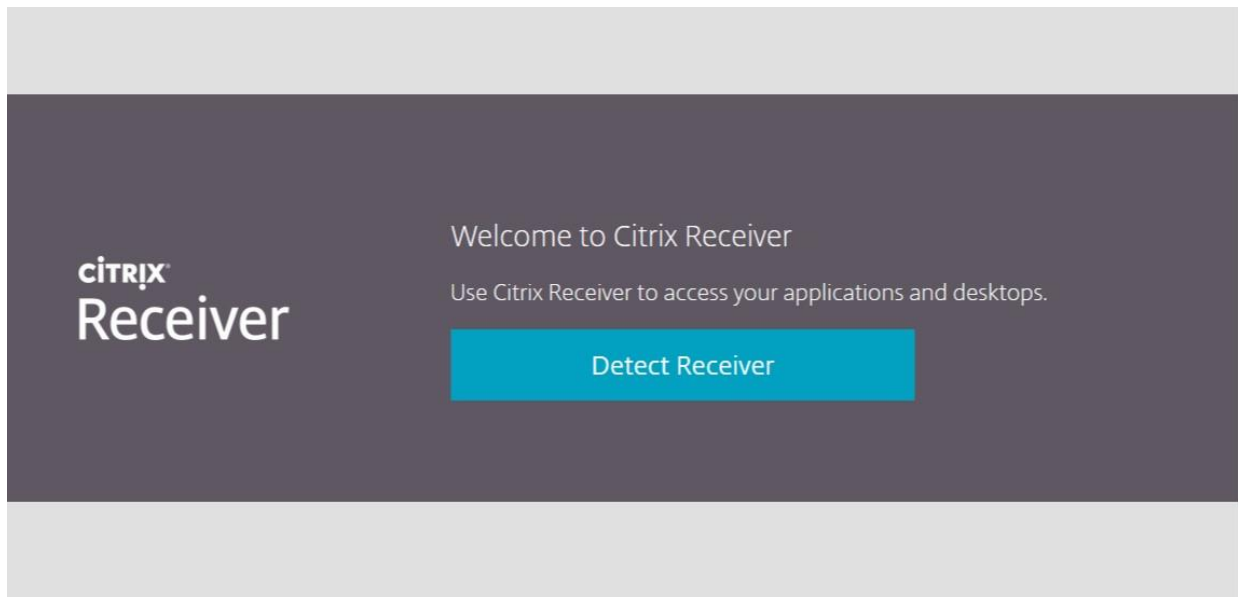 CITRIX®
Receiver
Welcome to Citrix Receiver
Use Citrix Receiver to access your applications and desktops.
Detect Receiver